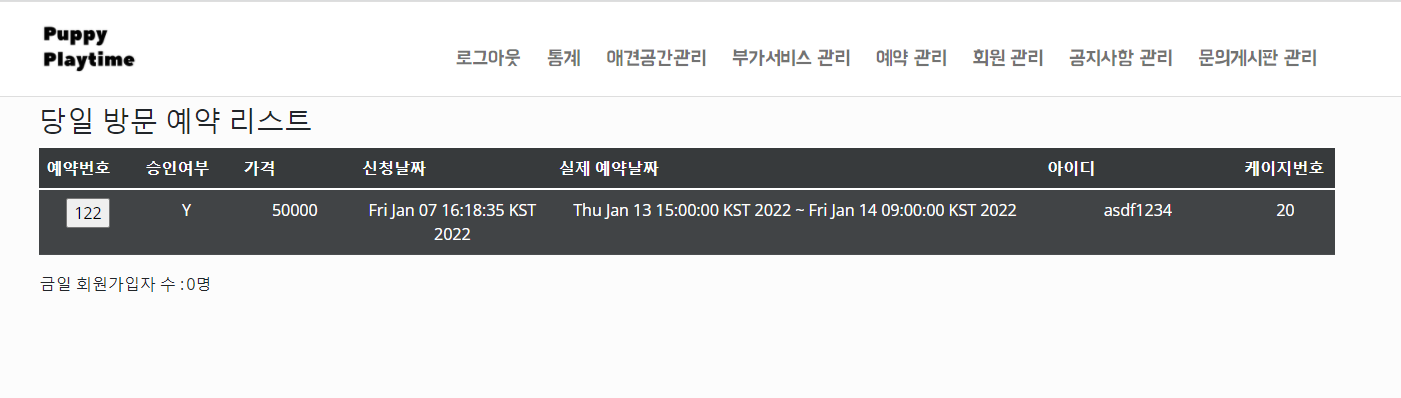 Puppy
Playtime
로그아웃 통계 애견공간관리 부가서비스 관리 예약 관리 회원 관리 공지사항 관리 문의게시판 관리
당일 방문 예약 리스트
예약번호 승인여부 가격 신청날짜 실제 예약날짜 아이디 케이지번호
122 Y 50000 Fri Jan 07 16:18:35 KST Thu Jan 13 15:00:00 KST 2022 ~ Fri Jan 14 09:00:00 KST 2022 asdf1234 20
2022
금일 회원가입자 수 :0명